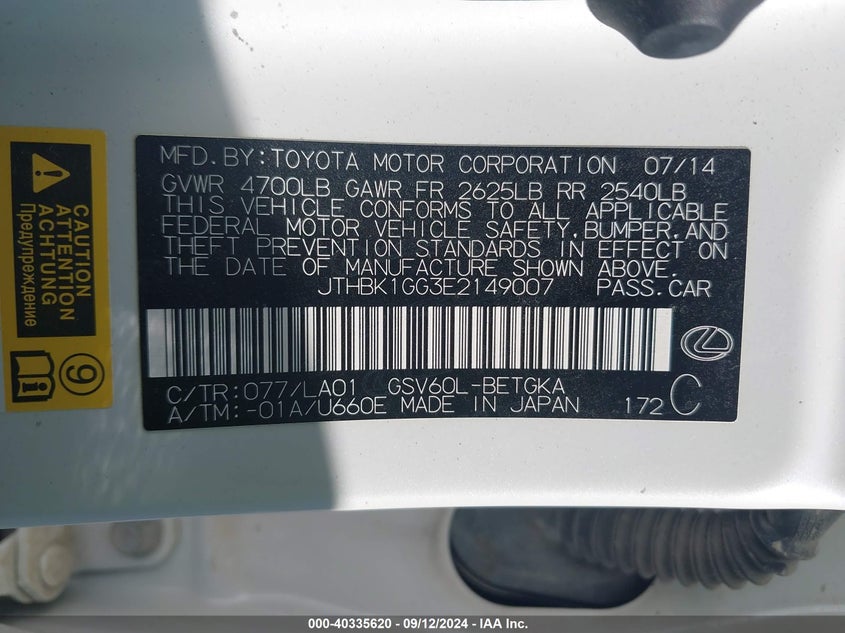 MFD. BY: TOYOTA MOTOR CORPORATION 07/14
GVWR 4700LB GAWR FR 2625LB RR 2540LB
THIS VEHICLE CONFORMS TO ALL APPLICABLE
FEDERAL MOTOR VEHICLE SAFETY, BUMPER, AND
THEFT PREVENTION STANDARDS IN EFFECT ON
THE DATE OF MANUFACTURE SHOWN ABOVE.
JTHBK1GG3E2149007 PASS. CAR
C/TR: 077/LA01 GSV60L-BETGKA
A/TM: -01A/U660E MADE IN JAPAN 172 C
CAUTION
ATTENTION
ACHTUNG
Предупреждение
9
000-40335620 - 09/12/2024 - IAA Inc.